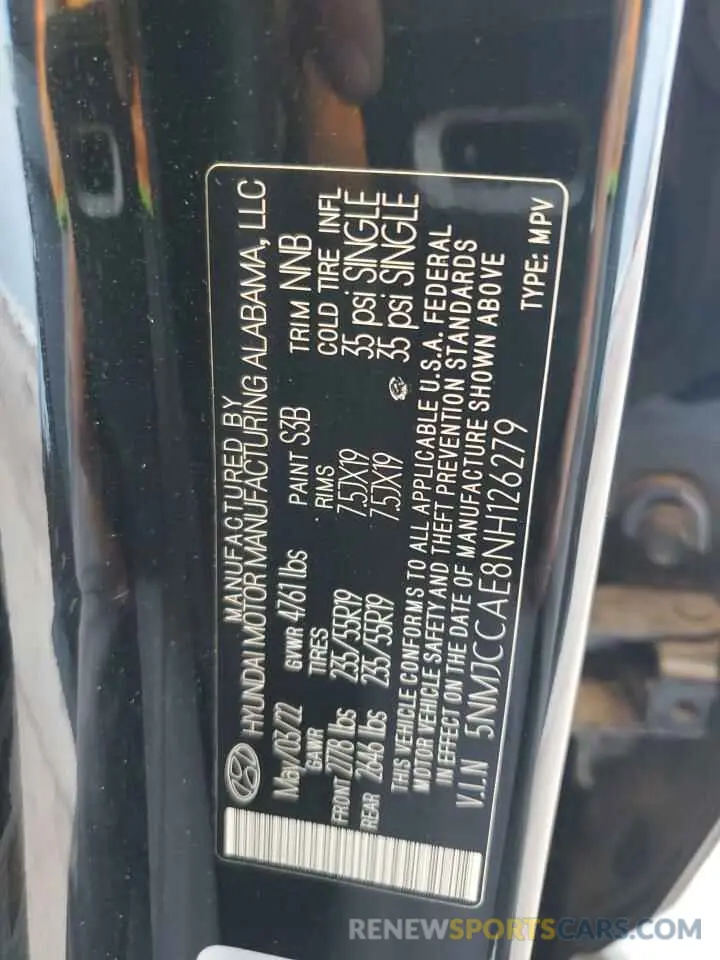 MANUFACTURED BY
HYUNDAI MOTOR MANUFACTURING ALABAMA, LLC
May/03/22 GVWR 4761 lbs PAINT S3B TRIM NNB
GAWR TIRES RIMS COLD TIRE INFL
FRONT 2778 lbs 235/55R19 7.5JX19 35 psi SINGLE
REAR 2646 lbs 235/55R19 7.5JX19 35 psi SINGLE
THIS VEHICLE CONFORMS TO ALL APPLICABLE U.S.A. FEDERAL
MOTOR VEHICLE SAFETY AND THEFT PREVENTION STANDARDS
IN EFFECT ON THE DATE OF MANUFACTURE SHOWN ABOVE
V.I.N 5NMJCCAE8NH126279 TYPE: MPV
RENEWSPORTSCARS.COM